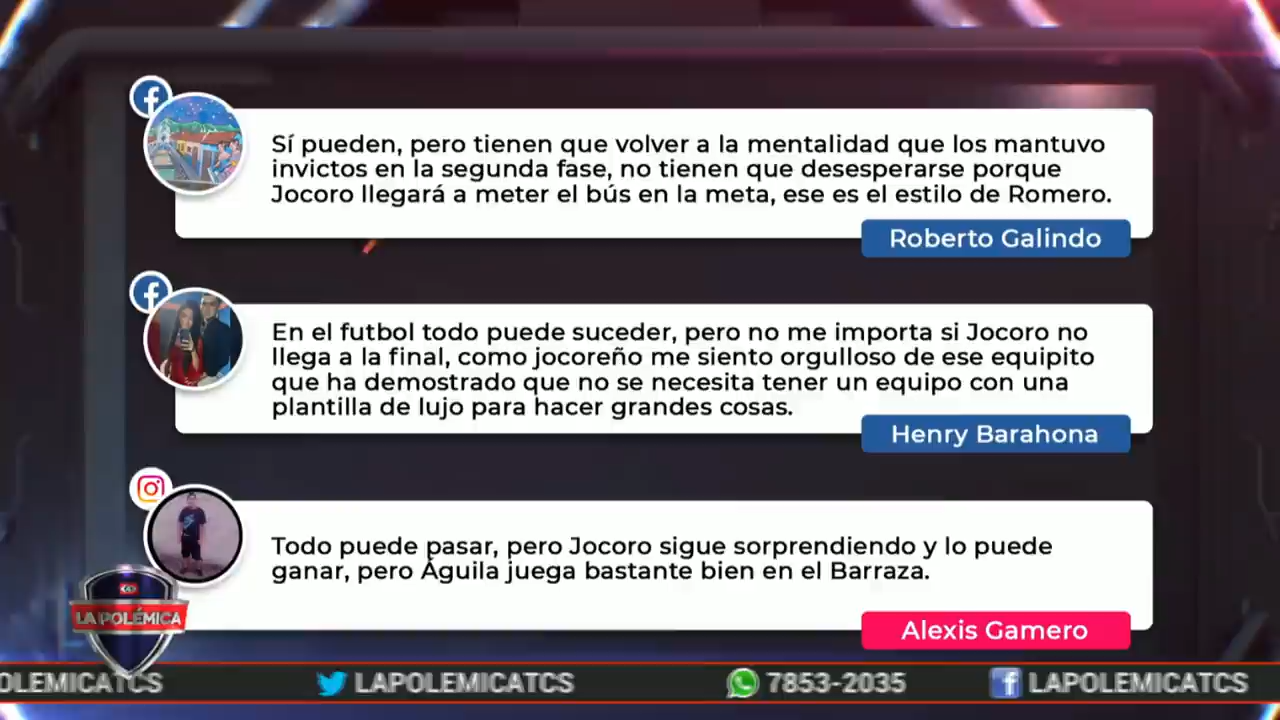 Sí pueden, pero tienen que volver a la mentalidad que los mantuvo
invictos en la segunda fase, no tienen que desesperarse porque
Jocoro llegará a meter el bús en la meta, ese es el estilo de Romero.
Roberto Galindo
En el futbol todo puede suceder, pero no me importa si Jocoro no
llega a la final, como jocoreño me siento orgulloso de ese equipito
que ha demostrado que no se necesita tener un equipo con una
plantilla de lujo para hacer grandes cosas.
Henry Barahona
Todo puede pasar, pero Jocoro sigue sorprendiendo y lo puede
ganar, pero Águila juega bastante bien en el Barraza.
Alexis Gamero
LA POLÉMICA
OLEMICATCS LAPOLEMICATCS 7853-2035 LAPOLEMICATCS